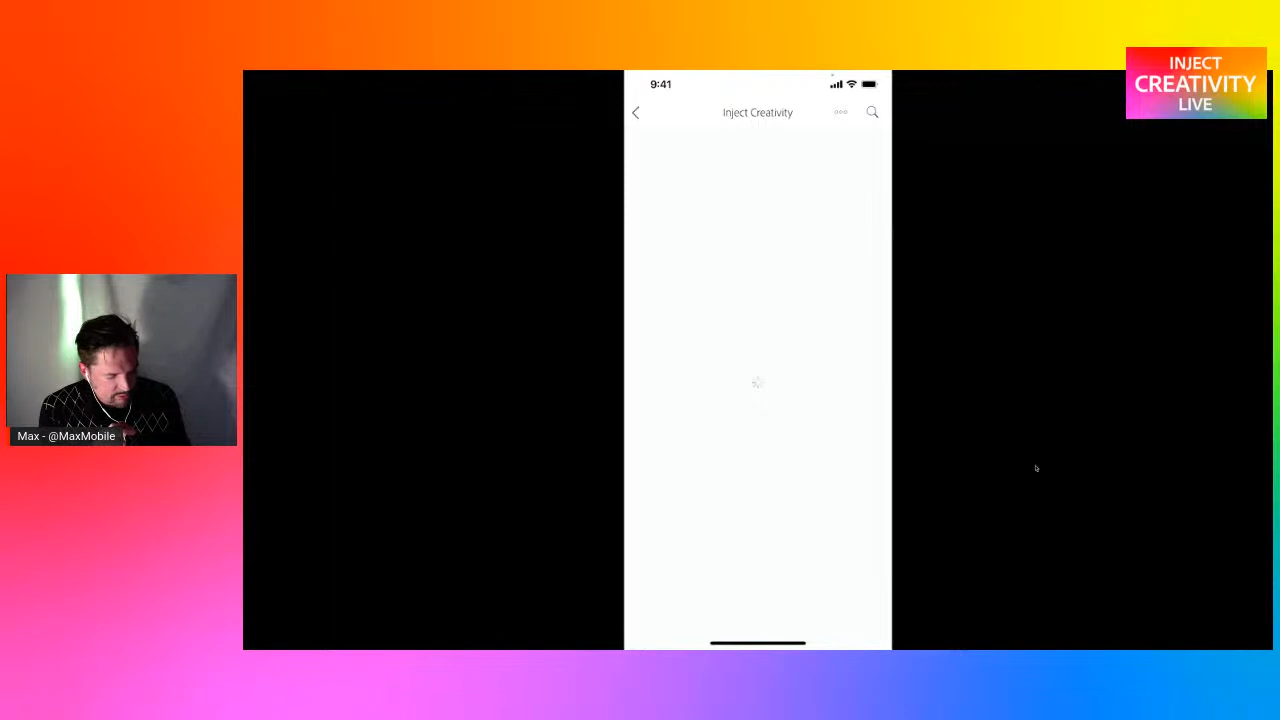 INJECT
CREATIVITY
LIVE
9:41
Inject Creativity
Max - @MaxMobile